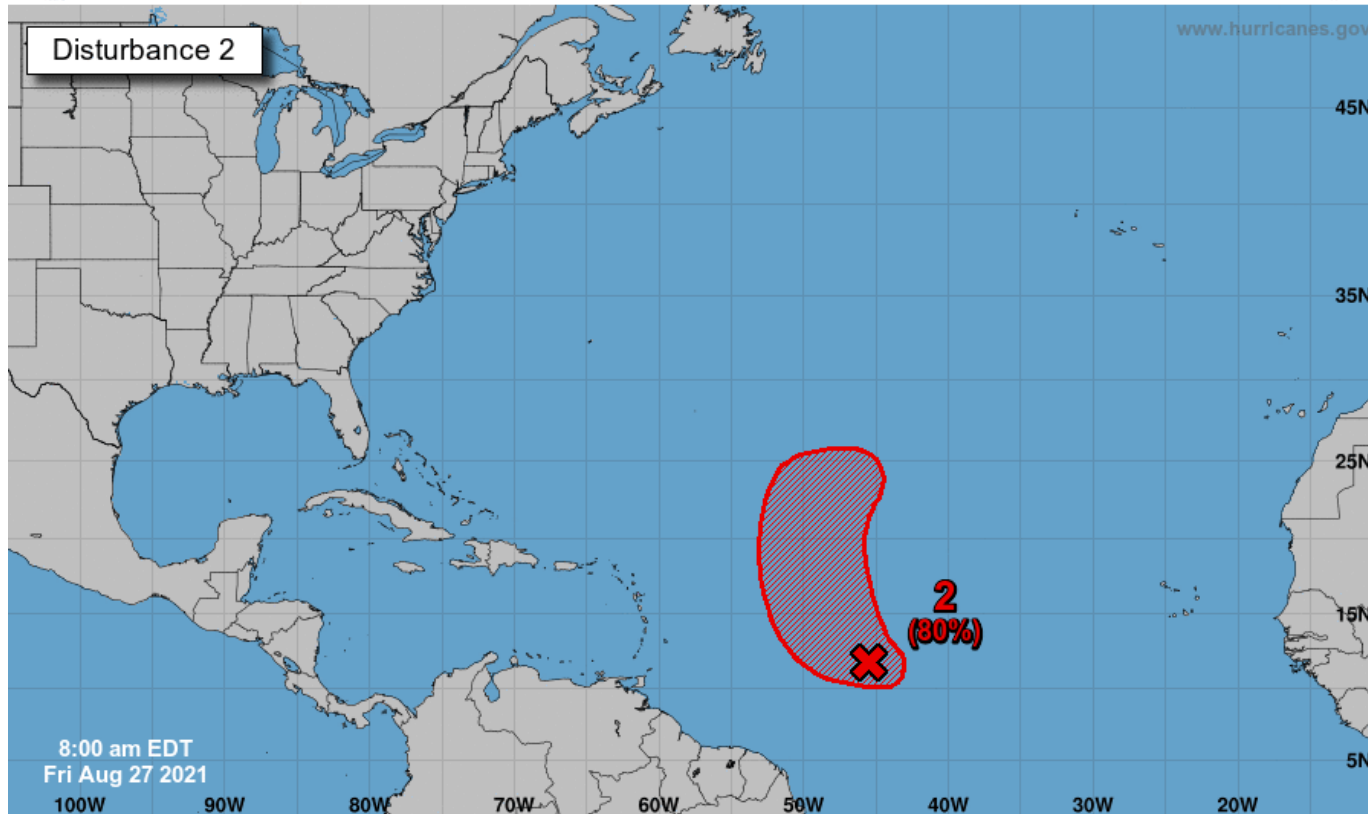 Disturbance 2
www.hurricanes.gov
45N
35N
25N
15N
5N
2
(80%)
8:00 am EDT
Fri Aug 27 2021
100W 90W 80W 70W 60W 50W 40W 30W 20W